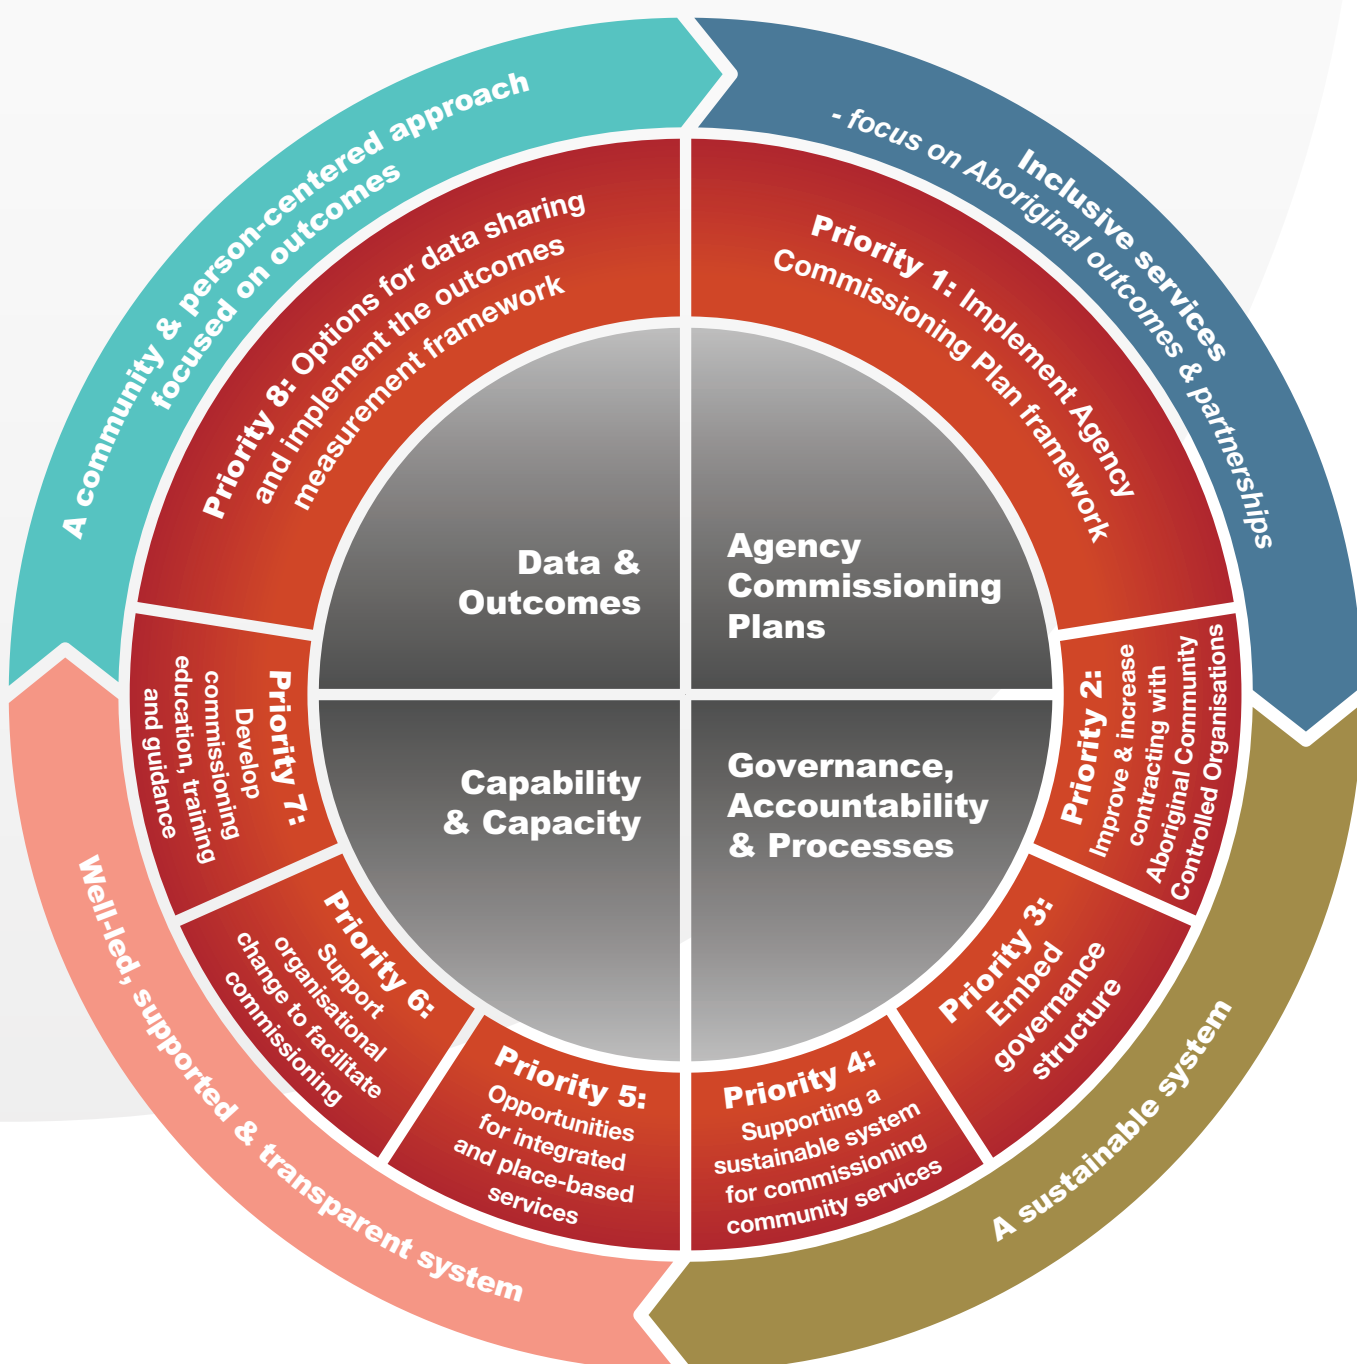 A community & person-centered approach
focused on outcomes
Inclusive services
- focus on Aboriginal outcomes & partnerships
A sustainable system
Well-led, supported & transparent system
Priority 1: Implement Agency
Commissioning Plan framework
Priority 2:
Improve & increase
contracting with
Aboriginal Community
Controlled Organisations
Priority 3:
Embed
governance
structure
Priority 4:
Supporting a
sustainable system
for commissioning
community services
Priority 5:
Opportunities
for integrated
and place-based
services
Priority 6:
Support
organisational
change to facilitate
commissioning
Priority 7:
Develop
commissioning
education, training
and guidance
Priority 8: Options for data sharing
and implement the outcomes
measurement framework
Data &
Outcomes
Agency
Commissioning
Plans
Capability
& Capacity
Governance,
Accountability
& Processes